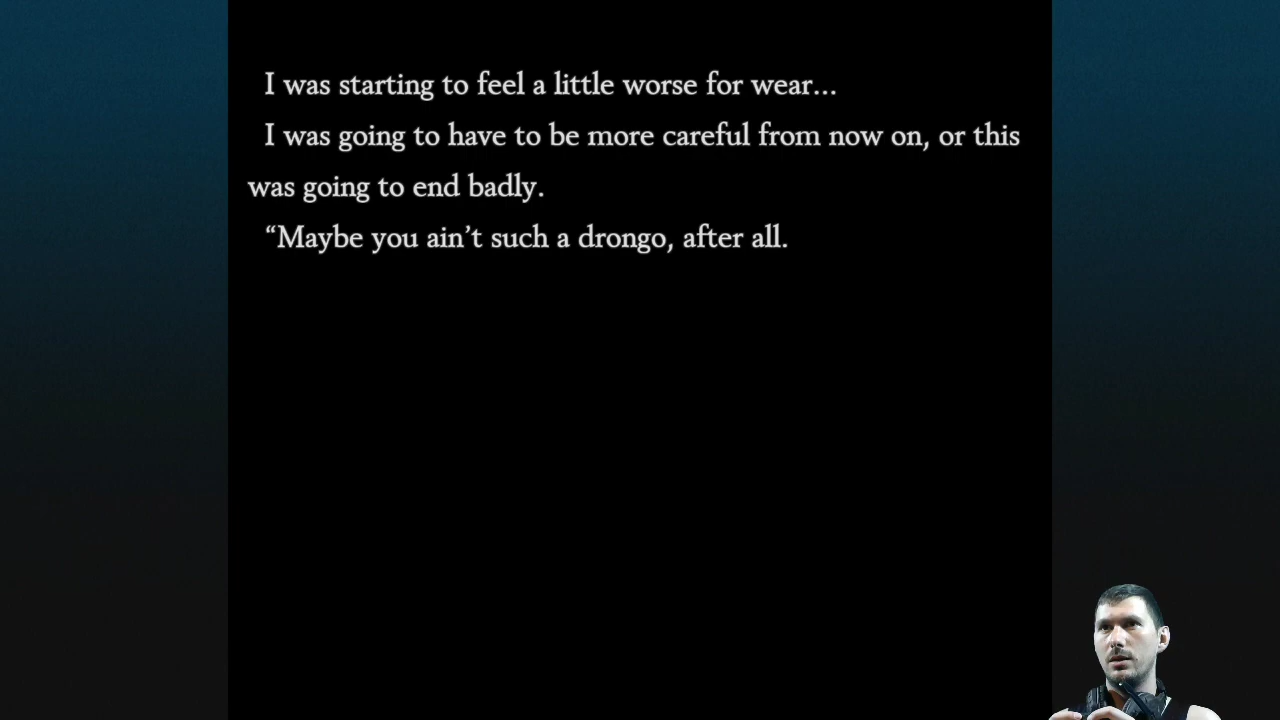 I was starting to feel a little worse for wear...
I was going to have to be more careful from now on, or this
was going to end badly.
“Maybe you ain’t such a drongo, after all.